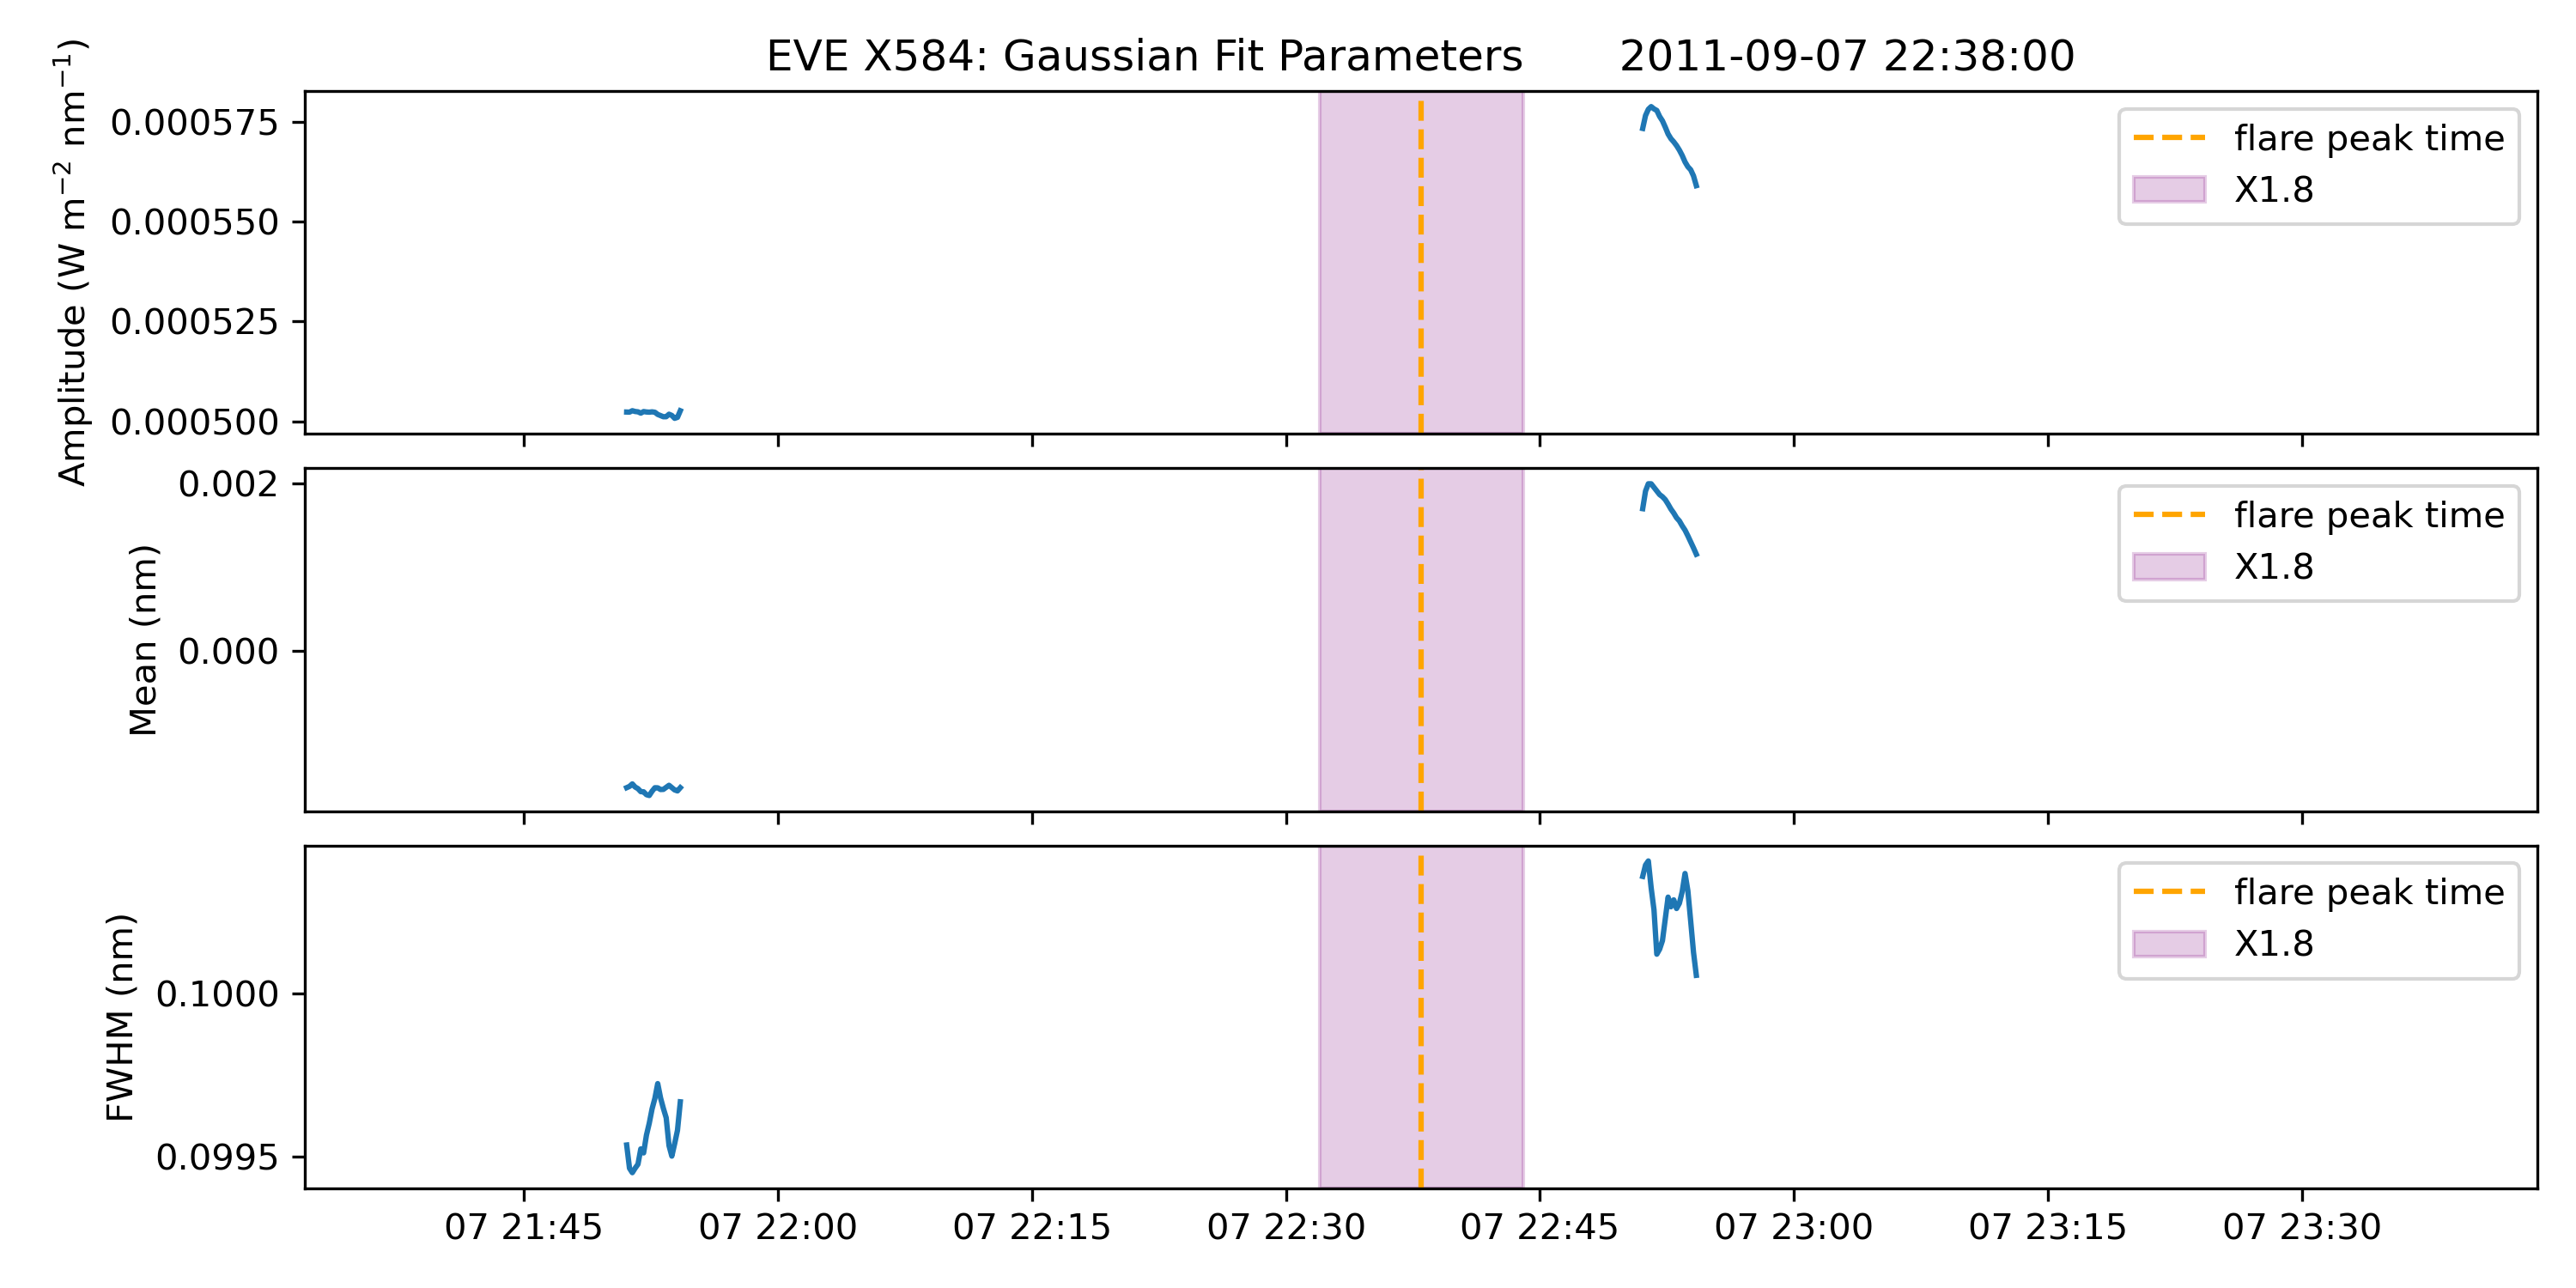 EVE X584: Gaussian Fit Parameters 2011-09-07 22:38:00
Amplitude (W m⁻² nm⁻¹)
0.000575
0.000550
0.000525
0.000500
flare peak time
X1.8
Mean (nm)
0.002
0.000
flare peak time
X1.8
FWHM (nm)
0.1000
0.0995
flare peak time
X1.8
07 21:45 07 22:00 07 22:15 07 22:30 07 22:45 07 23:00 07 23:15 07 23:30